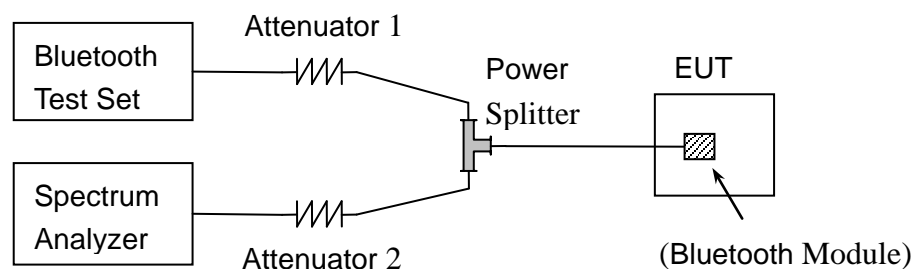 Attenuator 1
Bluetooth
Test Set
Power
Splitter
EUT
Spectrum
Analyzer
Attenuator 2
(Bluetooth Module)